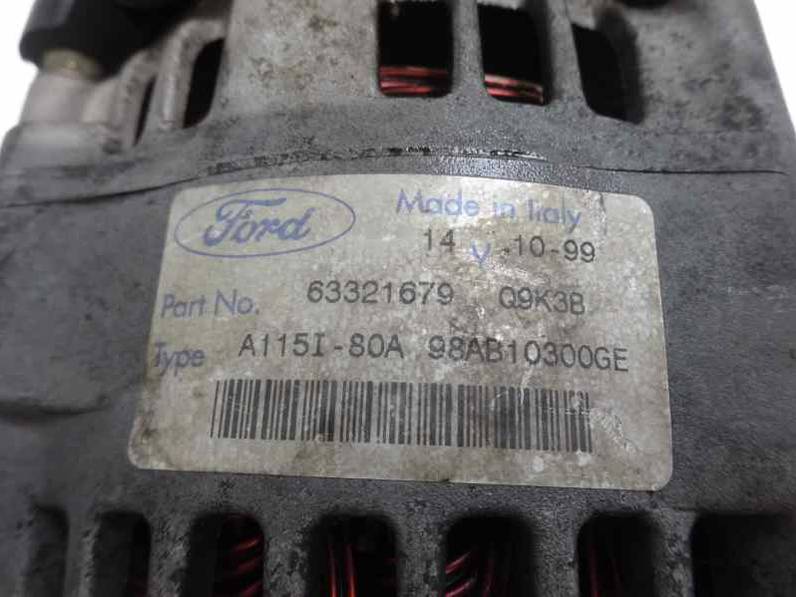 Ford Made in Italy
14 V .10-99
Part No. 63321679 Q9K3B
Type A115I-80A 98AB10300GE